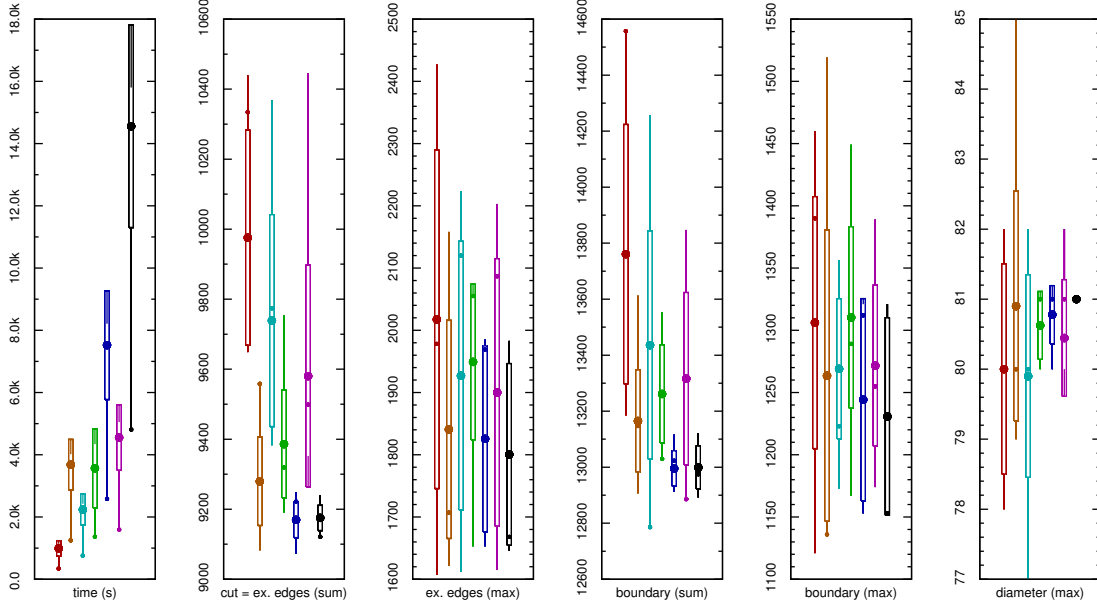 0.0 2.0k 4.0k 6.0k 8.0k 10.0k 12.0k 14.0k 16.0k 18.0k
time (s)
9000 9200 9400 9600 9800 10000 10200 10400 10600
cut = ex. edges (sum)
1600 1700 1800 1900 2000 2100 2200 2300 2400 2500
ex. edges (max)
12600 12800 13000 13200 13400 13600 13800 14000 14200 14400 14600
boundary (sum)
1100 1150 1200 1250 1300 1350 1400 1450 1500 1550
boundary (max)
77 78 79 80 81 82 83 84 85
diameter (max)